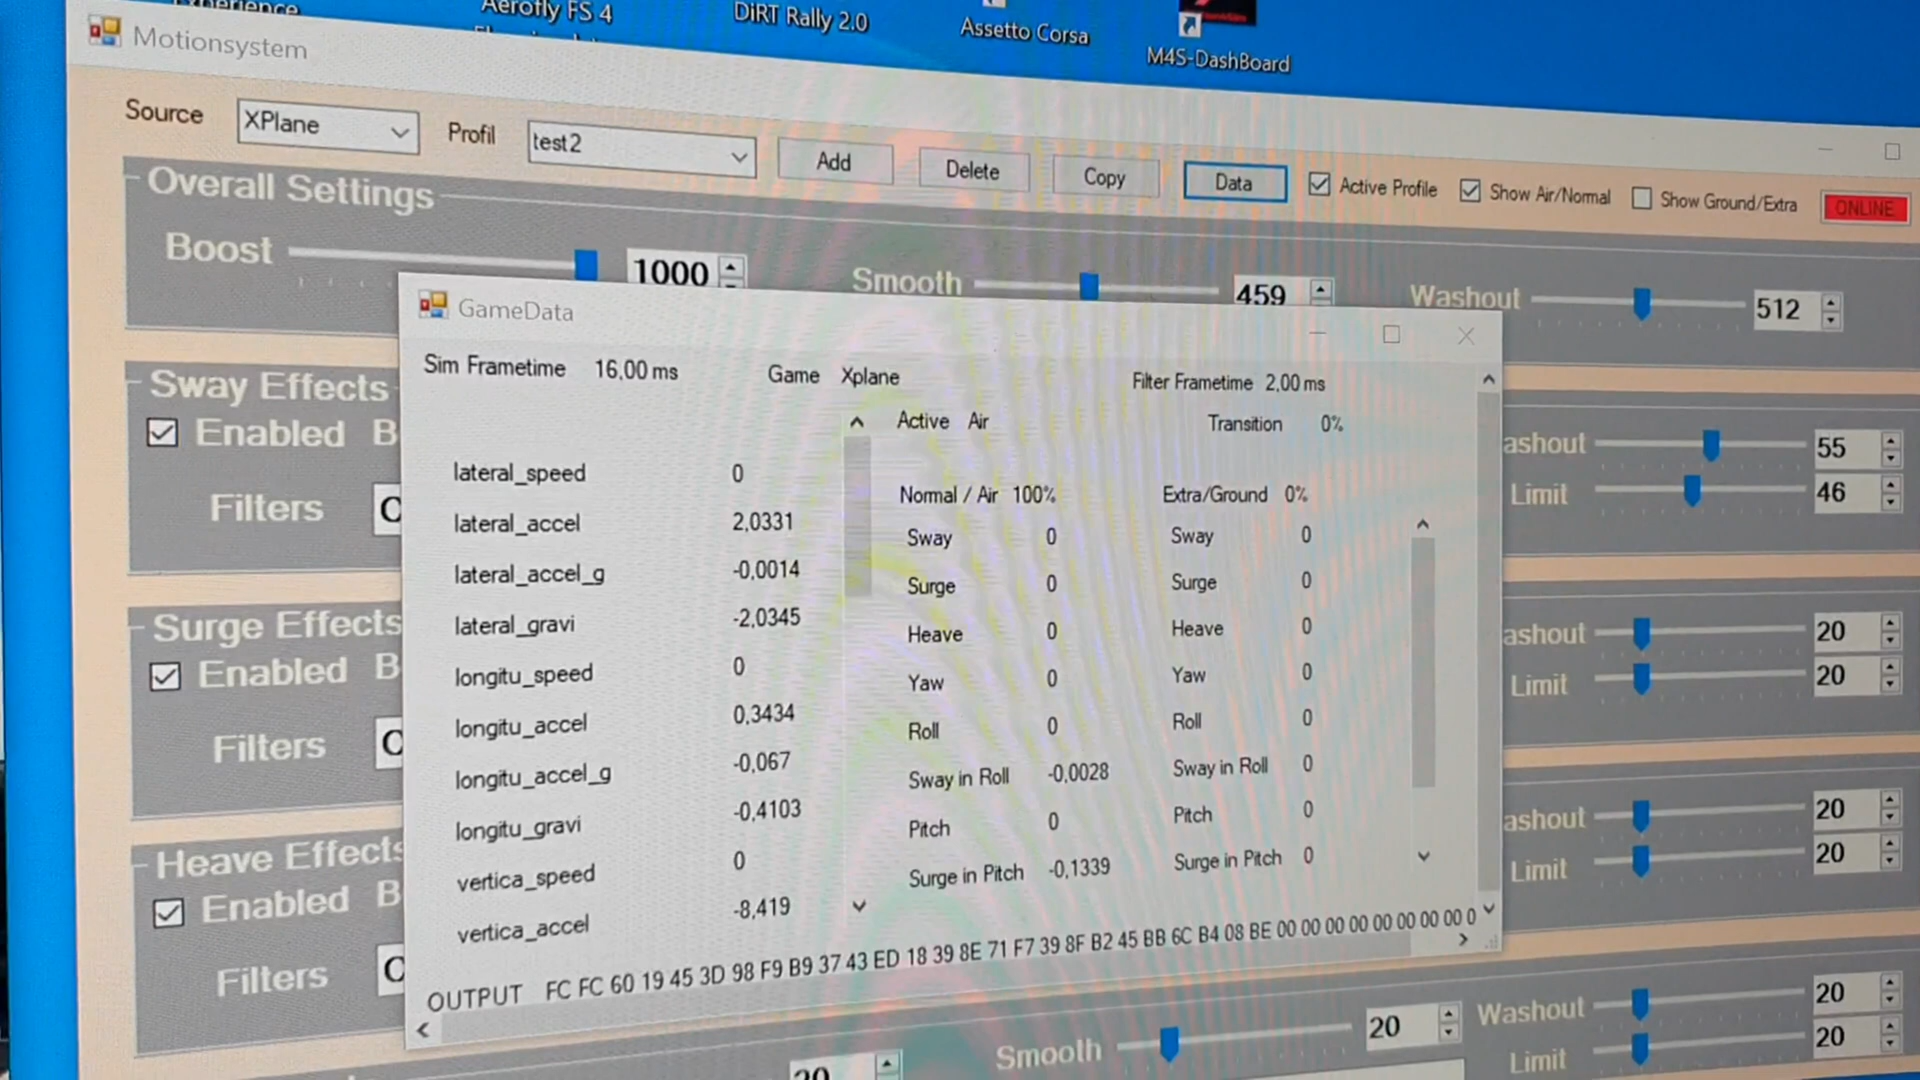 Experience
Aerofly FS 4
DiRT Rally 2.0
Assetto Corsa
M4S-DashBoard
Motionsystem
Source XPlane Profil test2 Add Delete Copy Data Active Profile Show Air/Normal Show Ground/Extra ONLINE
Overall Settings
Boost 1000 Smooth 459 Washout 512
GameData
Sim Frametime 16,00 ms Game Xplane Filter Frametime 2,00 ms
Active Air Transition 0%
Normal / Air 100% Extra/Ground 0%
lateral_speed 0
lateral_accel 2,0331
lateral_accel_g -0,0014
lateral_gravi -2,0345
longitu_speed 0
longitu_accel 0,3434
longitu_accel_g -0,067
longitu_gravi -0,4103
vertica_speed 0
vertica_accel -8,419
Sway 0 Sway 0
Surge 0 Surge 0
Heave 0 Heave 0
Yaw 0 Yaw 0
Roll 0 Roll 0
Sway in Roll -0,0028 Sway in Roll 0
Pitch 0 Pitch 0
Surge in Pitch -0,1339 Surge in Pitch 0
OUTPUT FC FC 60 19 45 3D 98 F9 B9 37 43 ED 18 39 8E 71 F7 39 8F B2 45 BB 6C B4 08 BE 00 00 00 00 00 00 00 00 0
Sway Effects
Enabled B
Filters C
ashout 55
Limit 46
Surge Effects
Enabled B
Filters C
ashout 20
Limit 20
Heave Effects
Enabled B
Filters C
ashout 20
Limit 20
20 Smooth 20 Washout 20
Limit 20